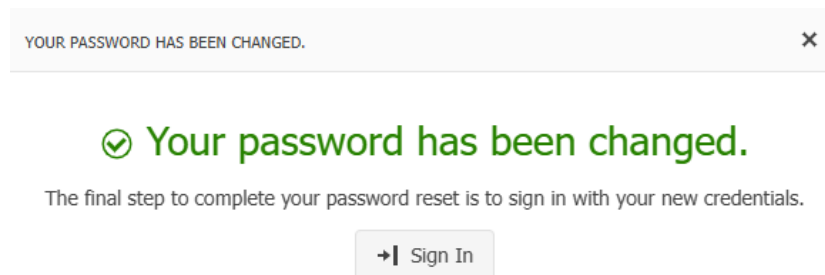 YOUR PASSWORD HAS BEEN CHANGED.
Your password has been changed.
The final step to complete your password reset is to sign in with your new credentials.
Sign In